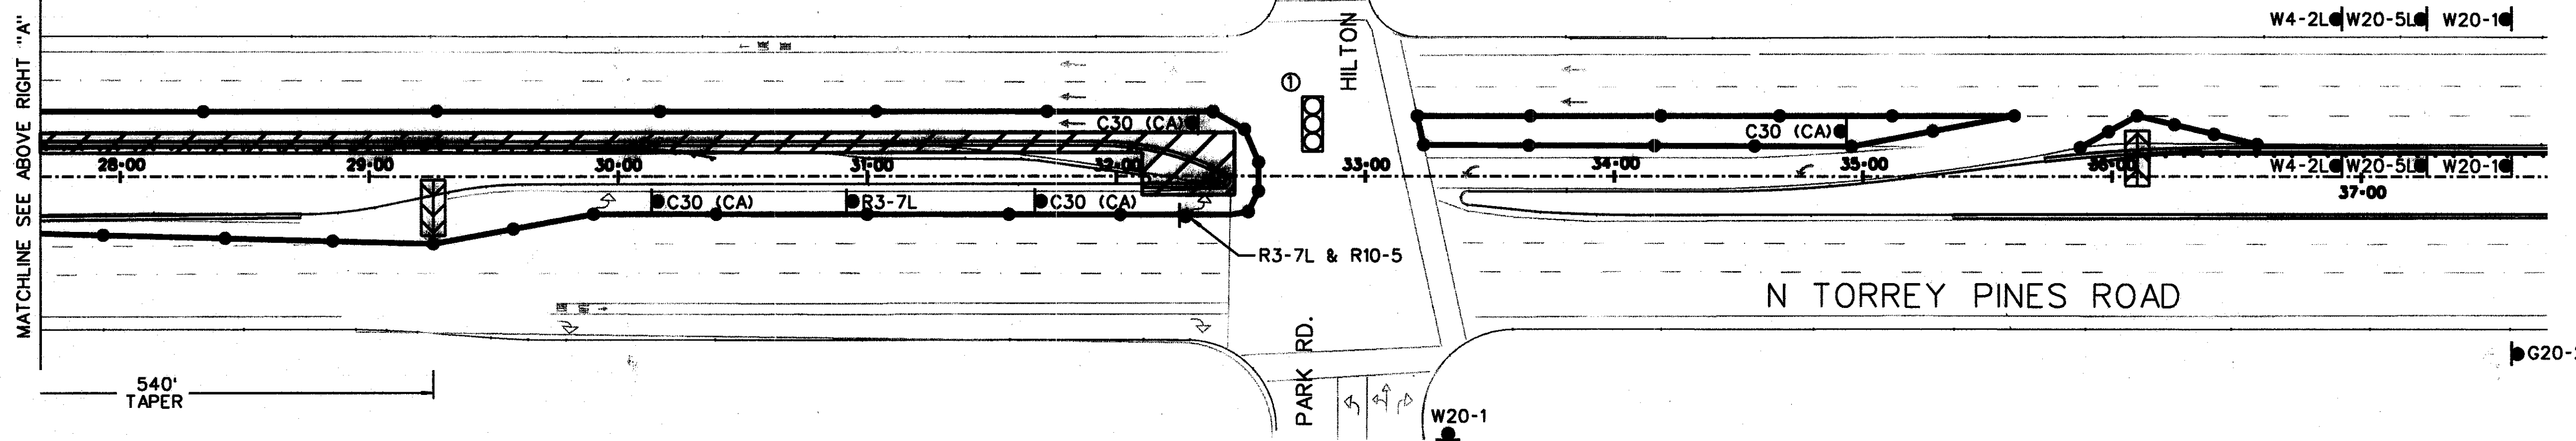 MATCHLINE SEE ABOVE RIGHT "A"
W4-2L W20-5L W20-1
HILTON
①
C30 (CA)
C30 (CA)
28+00 29+00 30+00 31+00 32+00 33+00 34+00 35+00 36+00
W4-2L W20-5L W20-1
37+00
C30 (CA) R3-7L C30 (CA)
R3-7L & R10-5
N TORREY PINES ROAD
PARK RD.
540'
TAPER
W20-1